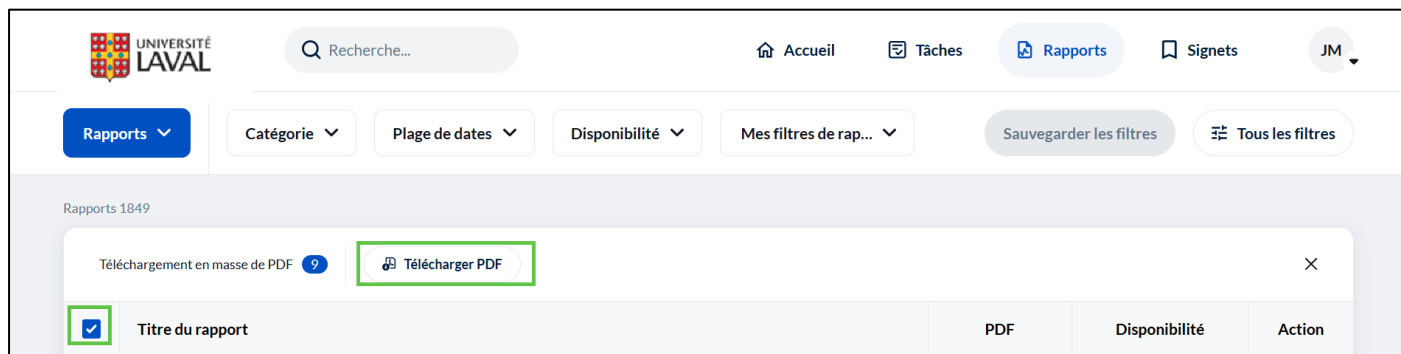 UNIVERSITÉ
LAVAL
Recherche...
Accueil
Tâches
Rapports
Signets
JM
Rapports
Catégorie
Plage de dates
Disponibilité
Mes filtres de rap...
Sauvegarder les filtres
Tous les filtres
Rapports 1849
Téléchargement en masse de PDF 9
Télécharger PDF
Titre du rapport
PDF
Disponibilité
Action